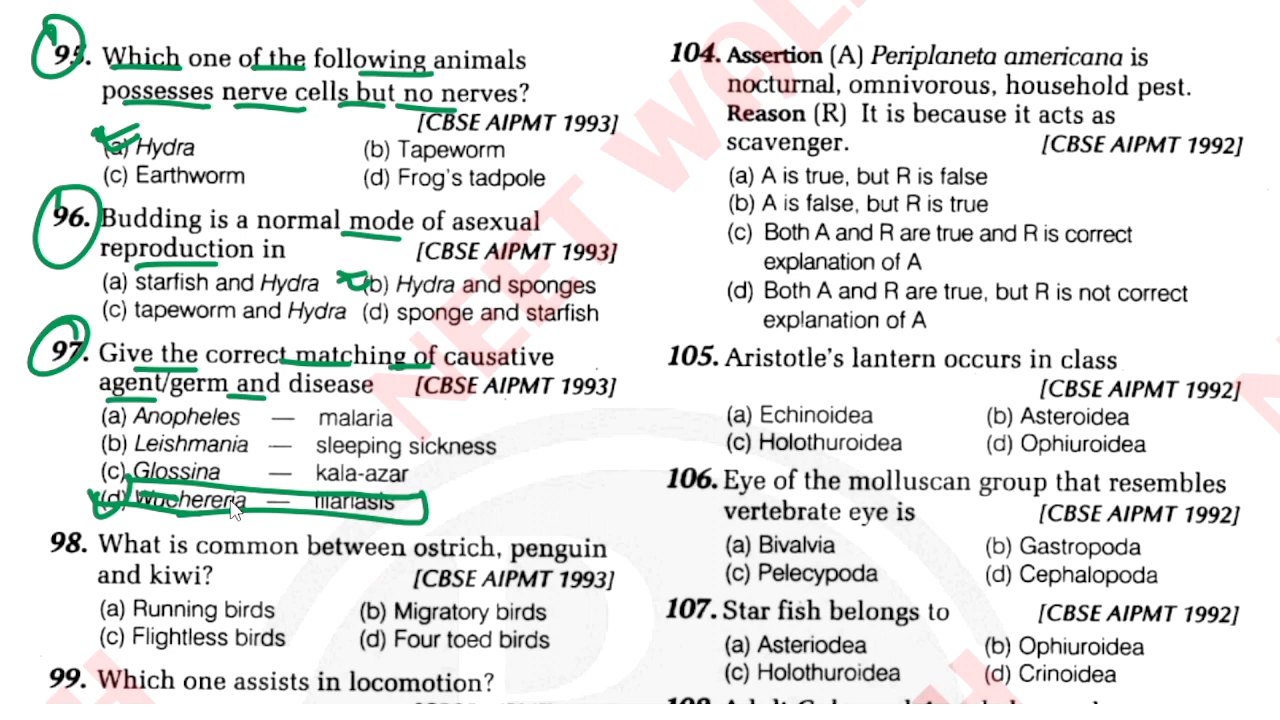 95. Which one of the following animals
possesses nerve cells but no nerves?
[CBSE AIPMT 1993]
(a) Hydra (b) Tapeworm
(c) Earthworm (d) Frog's tadpole
96. Budding is a normal mode of asexual
reproduction in [CBSE AIPMT 1993]
(a) starfish and Hydra (b) Hydra and sponges
(c) tapeworm and Hydra (d) sponge and starfish
97. Give the correct matching of causative
agent/germ and disease [CBSE AIPMT 1993]
(a) Anopheles — malaria
(b) Leishmania — sleeping sickness
(c) Glossina — kala-azar
(d) Wuchereria — filariasis
98. What is common between ostrich, penguin
and kiwi? [CBSE AIPMT 1993]
(a) Running birds (b) Migratory birds
(c) Flightless birds (d) Four toed birds
99. Which one assists in locomotion?
104. Assertion (A) Periplaneta americana is
nocturnal, omnivorous, household pest.
Reason (R) It is because it acts as
scavenger. [CBSE AIPMT 1992]
(a) A is true, but R is false
(b) A is false, but R is true
(c) Both A and R are true and R is correct
explanation of A
(d) Both A and R are true, but R is not correct
explanation of A
105. Aristotle's lantern occurs in class
[CBSE AIPMT 1992]
(a) Echinoidea (b) Asteroidea
(c) Holothuroidea (d) Ophiuroidea
106. Eye of the molluscan group that resembles
vertebrate eye is [CBSE AIPMT 1992]
(a) Bivalvia (b) Gastropoda
(c) Pelecypoda (d) Cephalopoda
107. Star fish belongs to [CBSE AIPMT 1992]
(a) Asteriodea (b) Ophiuroidea
(c) Holothuroidea (d) Crinoidea
NEET